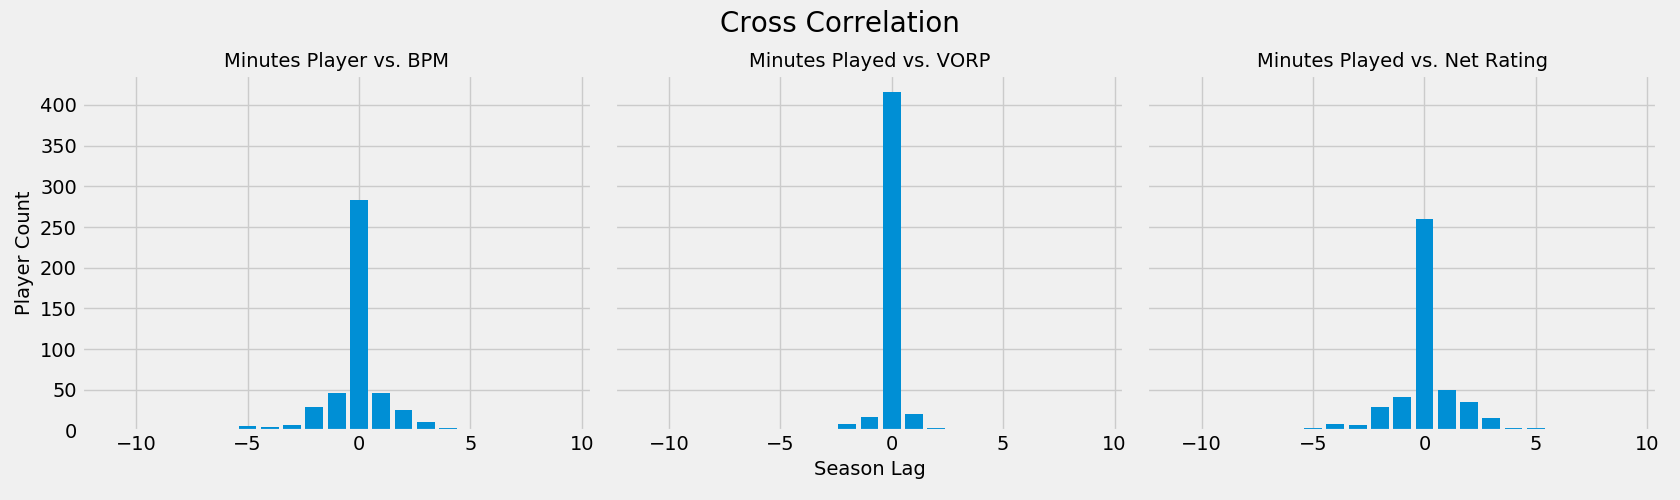 Cross Correlation
Minutes Player vs. BPM
Minutes Played vs. VORP
Minutes Played vs. Net Rating
Player Count
400
350
300
250
200
150
100
50
0
−10 −5 0 5 10
−10 −5 0 5 10
−10 −5 0 5 10
Season Lag